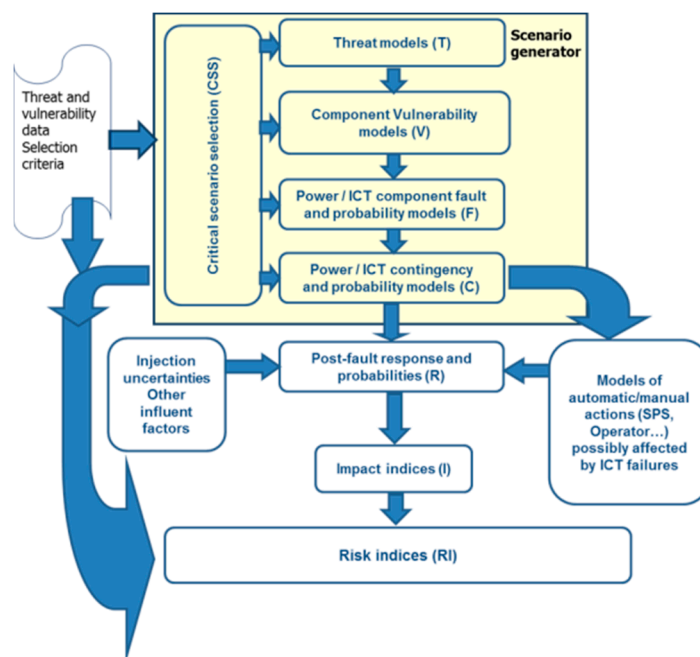 Threat and
vulnerability
data
Selection
criteria
Critical scenario selection (CSS)
Threat models (T)
Scenario
generator
Component Vulnerability
models (V)
Power / ICT component fault
and probability models (F)
Power / ICT contingency
and probability models (C)
Injection
uncertainties
Other
influent
factors
Post-fault response and
probabilities (R)
Models of
automatic/manual
actions (SPS,
Operator...)
possibly affected
by ICT failures
Impact indices (I)
Risk indices (RI)